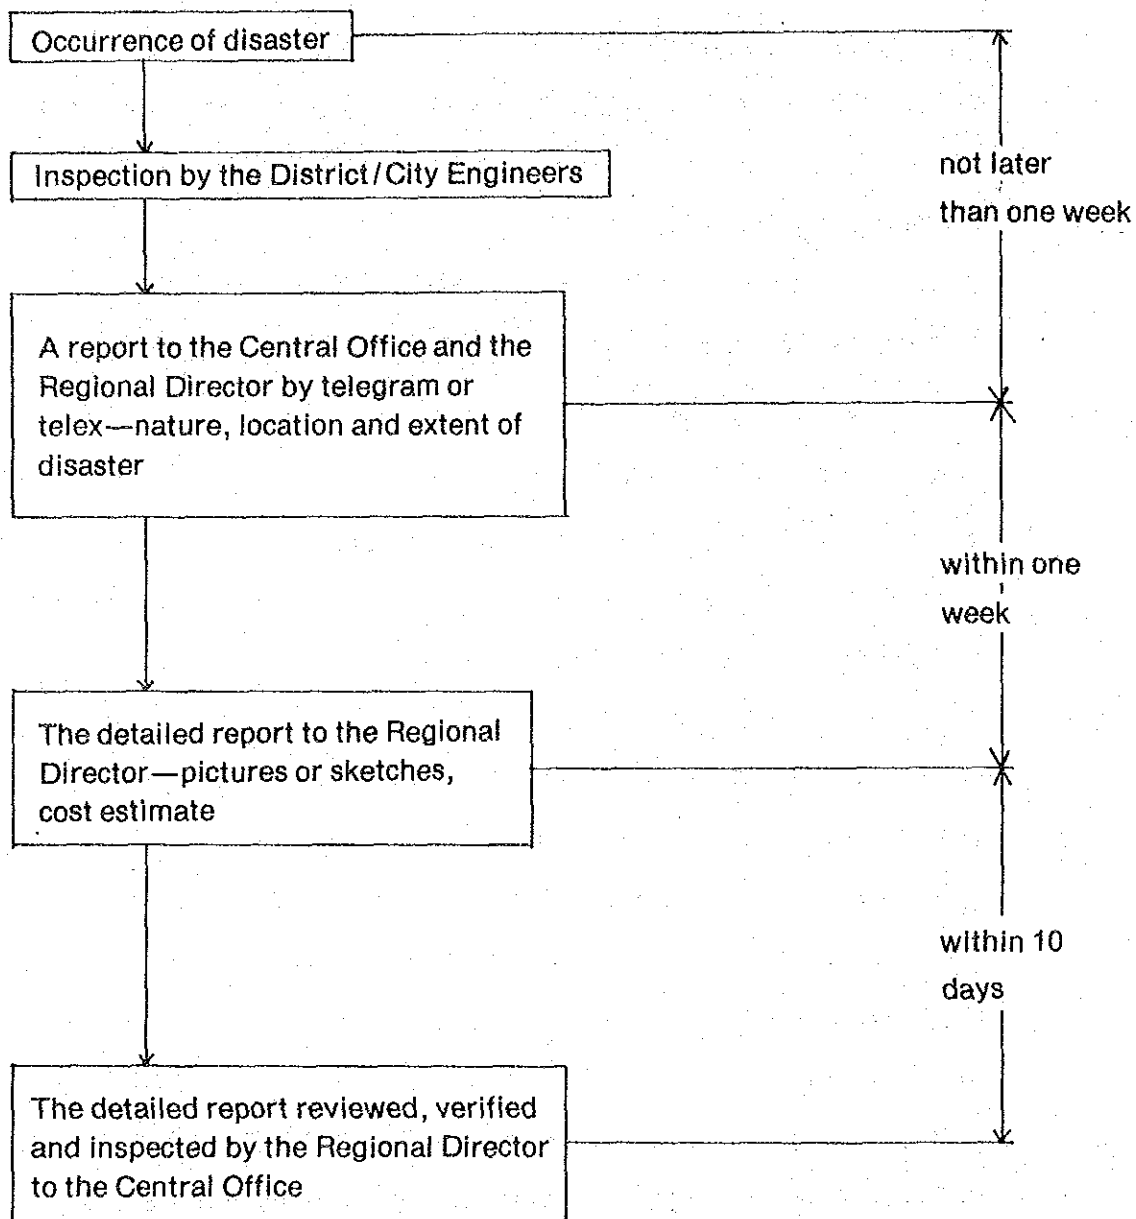 Occurrence of disaster
Inspection by the District/City Engineers
not later
than one week
A report to the Central Office and the
Regional Director by telegram or
telex—nature, location and extent of
disaster
within one
week
The detailed report to the Regional
Director—pictures or sketches,
cost estimate
within 10
days
The detailed report reviewed, verified
and inspected by the Regional Director
to the Central Office